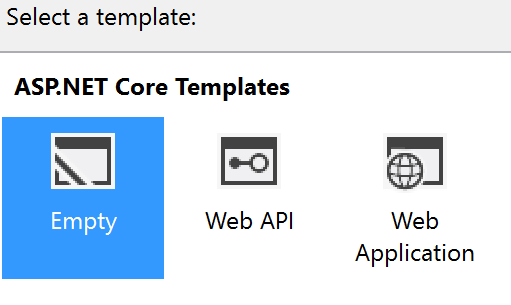 Select a template:
ASP.NET Core Templates
Empty
Web API
Web
Application